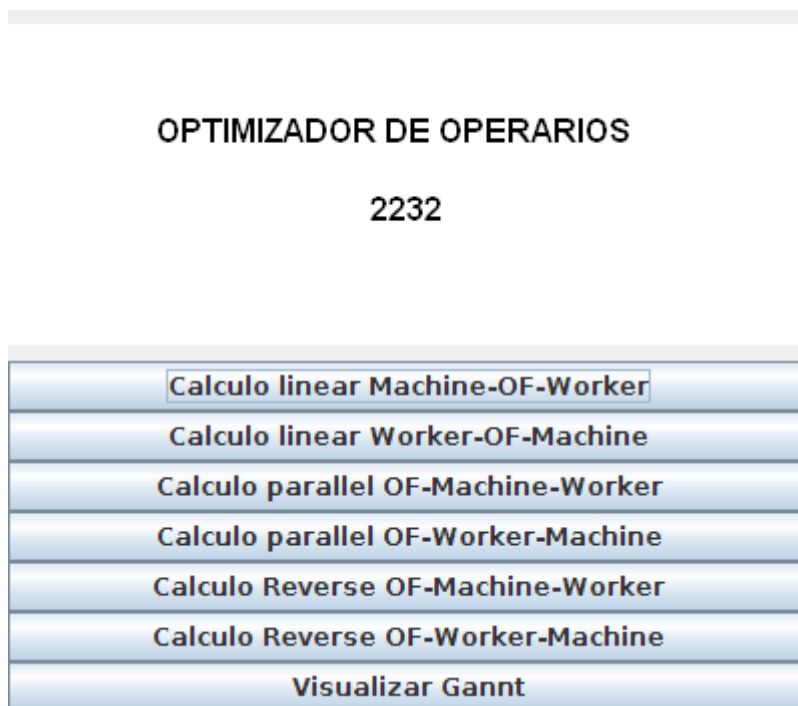 OPTIMIZADOR DE OPERARIOS
2232
Calculo linear Machine-OF-Worker
Calculo linear Worker-OF-Machine
Calculo parallel OF-Machine-Worker
Calculo parallel OF-Worker-Machine
Calculo Reverse OF-Machine-Worker
Calculo Reverse OF-Worker-Machine
Visualizar Gannt